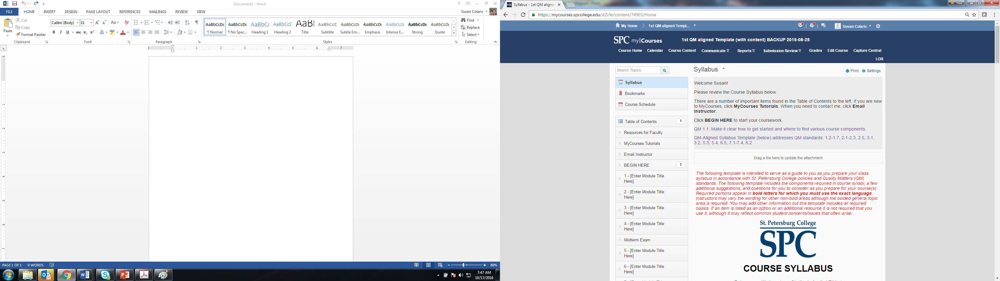 Document1 - Word
Susan Colaric
FILE HOME INSERT DESIGN PAGE LAYOUT REFERENCES MAILINGS REVIEW VIEW
Cut
Copy
Format Painter
Paste
Clipboard
Calibri (Body) 11
Font
Paragraph
AaBbCcDc AaBbCcDc AaBbCc AaBbCcD AaBl AaBbCcD AaBbCcDc AaBbCcDc AaBbCcDc AaBbCcDc AaBbCcDc
¶ Normal ¶ No Spac... Heading 1 Heading 2 Title Subtitle Subtle Em... Emphasis Intense E... Strong Quote
Styles
Find
Replace
Select
Editing
PAGE 1 OF 1 0 WORDS
80%
7:47 AM
10/17/2016
Syllabus - 1st QM aligne
You
https://mycourses.spcollege.edu/d2l/le/content/74903/Home
My Home 1st QM aligned Templ...
Susan Colaric
SPC my|Courses
1st QM aligned Template (with content) BACKUP 2015-08-25
Course Home Calendar Course Content Communicate Reports Submission Review Grades Edit Course Capture Central
LOR
Search Topics
Syllabus
Bookmarks
Course Schedule
Table of Contents 5
Resources for Faculty
MyCourses Tutorials
Email Instructor
BEGIN HERE 5
1 - [Enter Module Title
Here]
2 - [Enter Module Title
Here]
3 - [Enter Module Title
Here]
4 - [Enter Module Title
Here]
Midterm Exam
5 - [Enter Module Title
Here]
6 - [Enter Module Title
Here]
Syllabus
Print Settings
Welcome Susan!
Please review the Course Syllabus below.
There are a number of important items found in the Table of Contents to the left. If you are new
to MyCourses, click MyCourses Tutorials. When you need to contact me, click Email
Instructor.
Click BEGIN HERE to start your coursework.
QM 1.1: Make it clear how to get started and where to find various course components.
QM-Aligned Syllabus Template (below) addresses QM standards: 1.2-1.7, 2.1-2.3, 2.5, 3.1,
3.2, 5.3, 5.4, 6.5, 7.1-7.4, 8.2
Drag a file here to update the attachment
The following template is intended to serve as a guide to you as you prepare your class
syllabus in accordance with St. Petersburg College policies and Quality Matters (QM)
standards. The following template includes the components required in course syllabi, a few
additional suggestions, and questions for you to consider as you prepare for your course(s).
Required portions appear in bold letters for which you must use the exact language.
Instructors may vary the wording for other non-bold areas although the bolded general topic
area is required. You may add other information but this template includes all required
basics. If an item is listed as an option or an additional resource it is not required that you
use it, although it may reflect common student concerns/issues that often arise.
St. Petersburg College
SPC
COURSE SYLLABUS